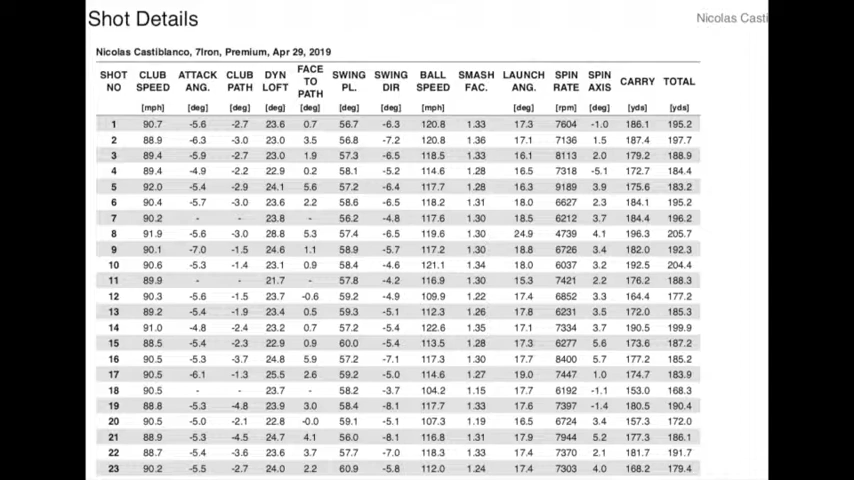 Shot Details
Nicolas Casti
Nicolas Castiblanco, 7Iron, Premium, Apr 29, 2019
SHOT NO CLUB SPEED ATTACK ANG. CLUB PATH DYN LOFT FACE TO PATH SWING PL. SWING DIR BALL SPEED SMASH FAC. LAUNCH ANG. SPIN RATE SPIN AXIS CARRY TOTAL
[mph] [deg] [deg] [deg] [deg] [deg] [deg] [mph] [deg] [rpm] [deg] [yds] [yds]
1 90.7 -5.6 -2.7 23.6 0.7 56.7 -6.3 120.8 1.33 17.3 7604 -1.0 186.1 195.2
2 88.9 -6.3 -3.0 23.0 3.5 56.8 -7.2 120.8 1.36 17.1 7136 1.5 187.4 197.7
3 89.4 -5.9 -2.7 23.0 1.9 57.3 -6.5 118.5 1.33 16.1 8113 2.0 179.2 188.9
4 89.4 -4.9 -2.2 22.9 0.2 58.1 -5.2 114.6 1.28 16.5 7318 -5.1 172.7 184.4
5 92.0 -5.4 -2.9 24.1 5.6 57.2 -6.4 117.7 1.28 16.3 9189 3.9 175.6 183.2
6 90.4 -5.7 -3.0 23.6 2.2 58.6 -6.5 118.2 1.31 18.0 6627 2.3 184.1 195.2
7 90.2 - - 23.8 56.2 -4.8 117.6 1.30 18.5 6212 3.7 184.4 196.2
8 91.9 -5.6 -3.0 28.8 5.3 57.4 -6.5 119.6 1.30 24.9 4739 4.1 196.3 205.7
9 90.1 -7.0 -1.5 24.6 1.1 58.9 -5.7 117.2 1.30 18.8 6726 3.4 182.0 192.3
10 90.6 -5.3 -1.4 23.1 0.9 58.4 -4.6 121.1 1.34 18.0 6037 3.2 192.5 204.4
11 89.9 - - 21.7 - 57.8 -4.2 116.9 1.30 15.3 7421 2.2 176.2 188.3
12 90.3 -5.6 -1.5 23.7 -0.6 59.2 -4.9 109.9 1.22 17.4 6852 3.3 164.4 177.2
13 89.2 -5.4 -1.9 23.4 0.5 59.3 -5.1 112.3 1.26 17.8 6231 3.5 172.0 185.3
14 91.0 -4.8 -2.4 23.2 0.7 57.2 -5.4 122.6 1.35 17.1 7334 3.7 190.5 199.9
15 88.5 -5.4 -2.3 22.9 0.9 60.0 -5.4 113.5 1.28 17.3 6277 5.6 173.6 187.2
16 90.5 -5.3 -3.7 24.8 5.9 57.2 -7.1 117.3 1.30 17.7 8400 5.7 177.2 185.2
17 90.5 -6.1 -1.3 25.5 2.6 59.2 -5.0 114.6 1.27 19.0 7447 1.0 174.7 183.9
18 90.5 - - 23.7 - 58.2 -3.7 104.2 1.15 17.7 6192 -1.1 153.0 168.3
19 88.8 -5.3 -4.8 23.9 3.0 58.4 -8.1 117.7 1.33 17.6 7397 -1.4 180.5 190.4
20 90.5 -5.0 -2.1 22.8 -0.0 59.1 -5.1 107.3 1.19 16.5 6724 3.4 157.3 172.0
21 88.9 -5.3 -4.5 24.7 4.1 56.0 -8.1 116.8 1.31 17.9 7944 5.2 177.3 186.1
22 88.7 -5.4 -3.6 23.6 3.7 57.7 -7.0 118.3 1.33 17.4 7370 2.1 181.7 191.7
23 90.2 -5.5 -2.7 24.0 2.2 60.9 -5.8 112.0 1.24 17.4 7303 4.0 168.2 179.4